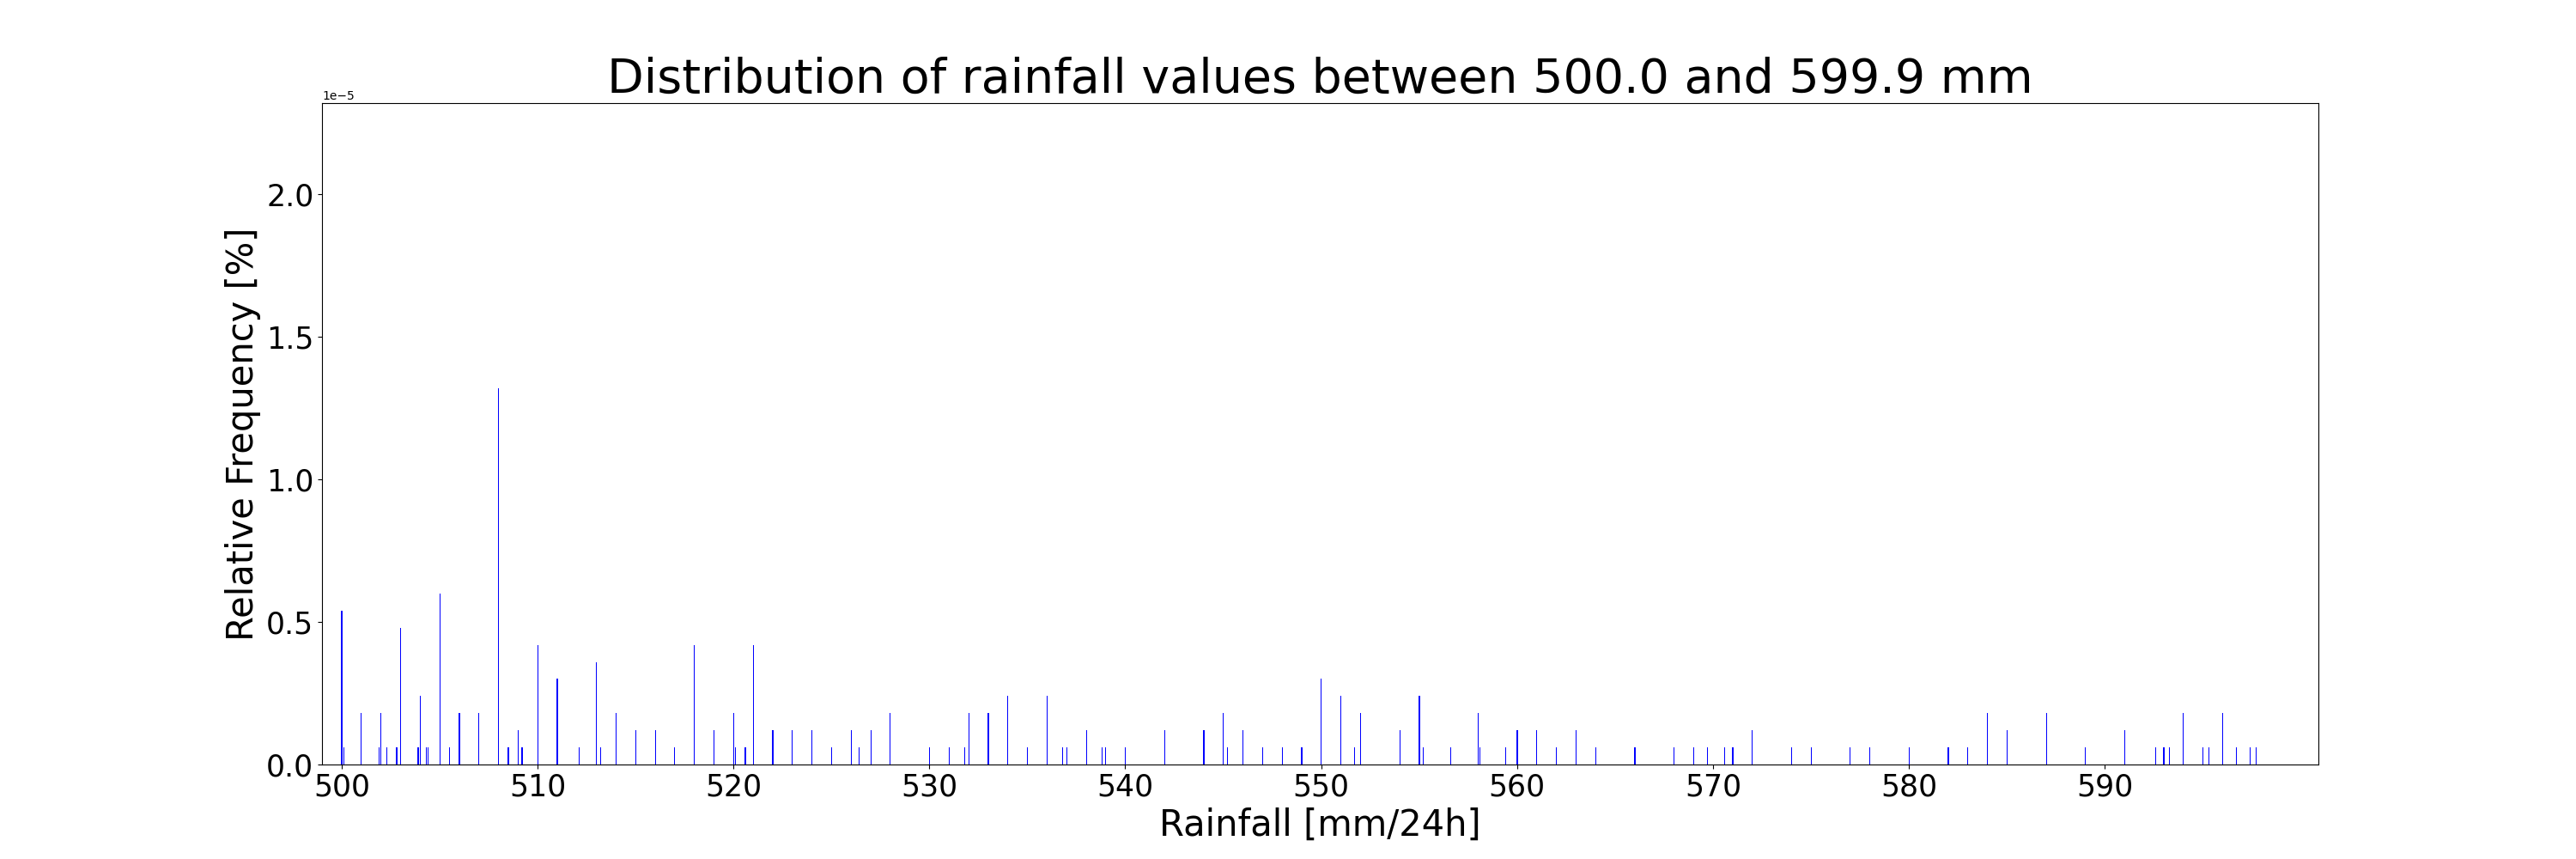 Distribution of rainfall values between 500.0 and 599.9 mm
1e−5
2.0
1.5
1.0
0.5
0.0
Relative Frequency [%]
500 510 520 530 540 550 560 570 580 590
Rainfall [mm/24h]